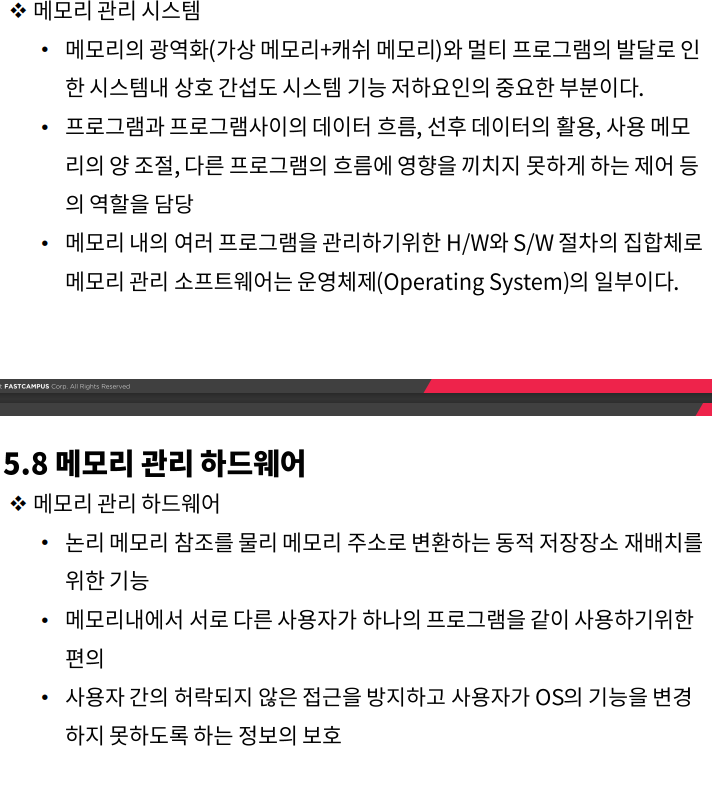 ❖ 메모리 관리 시스템
• 메모리의 광역화(가상 메모리+캐쉬 메모리)와 멀티 프로그램의 발달로 인
한 시스템내 상호 간섭도 시스템 기능 저하요인의 중요한 부분이다.
• 프로그램과 프로그램사이의 데이터 흐름, 선후 데이터의 활용, 사용 메모
리의 양 조절, 다른 프로그램의 흐름에 영향을 끼치지 못하게 하는 제어 등
의 역할을 담당
• 메모리 내의 여러 프로그램을 관리하기위한 H/W와 S/W 절차의 집합체로
메모리 관리 소프트웨어는 운영체제(Operating System)의 일부이다.
t FASTCAMPUS Corp. All Rights Reserved
5.8 메모리 관리 하드웨어
❖ 메모리 관리 하드웨어
• 논리 메모리 참조를 물리 메모리 주소로 변환하는 동적 저장장소 재배치를
위한 기능
• 메모리내에서 서로 다른 사용자가 하나의 프로그램을 같이 사용하기위한
편의
• 사용자 간의 허락되지 않은 접근을 방지하고 사용자가 OS의 기능을 변경
하지 못하도록 하는 정보의 보호